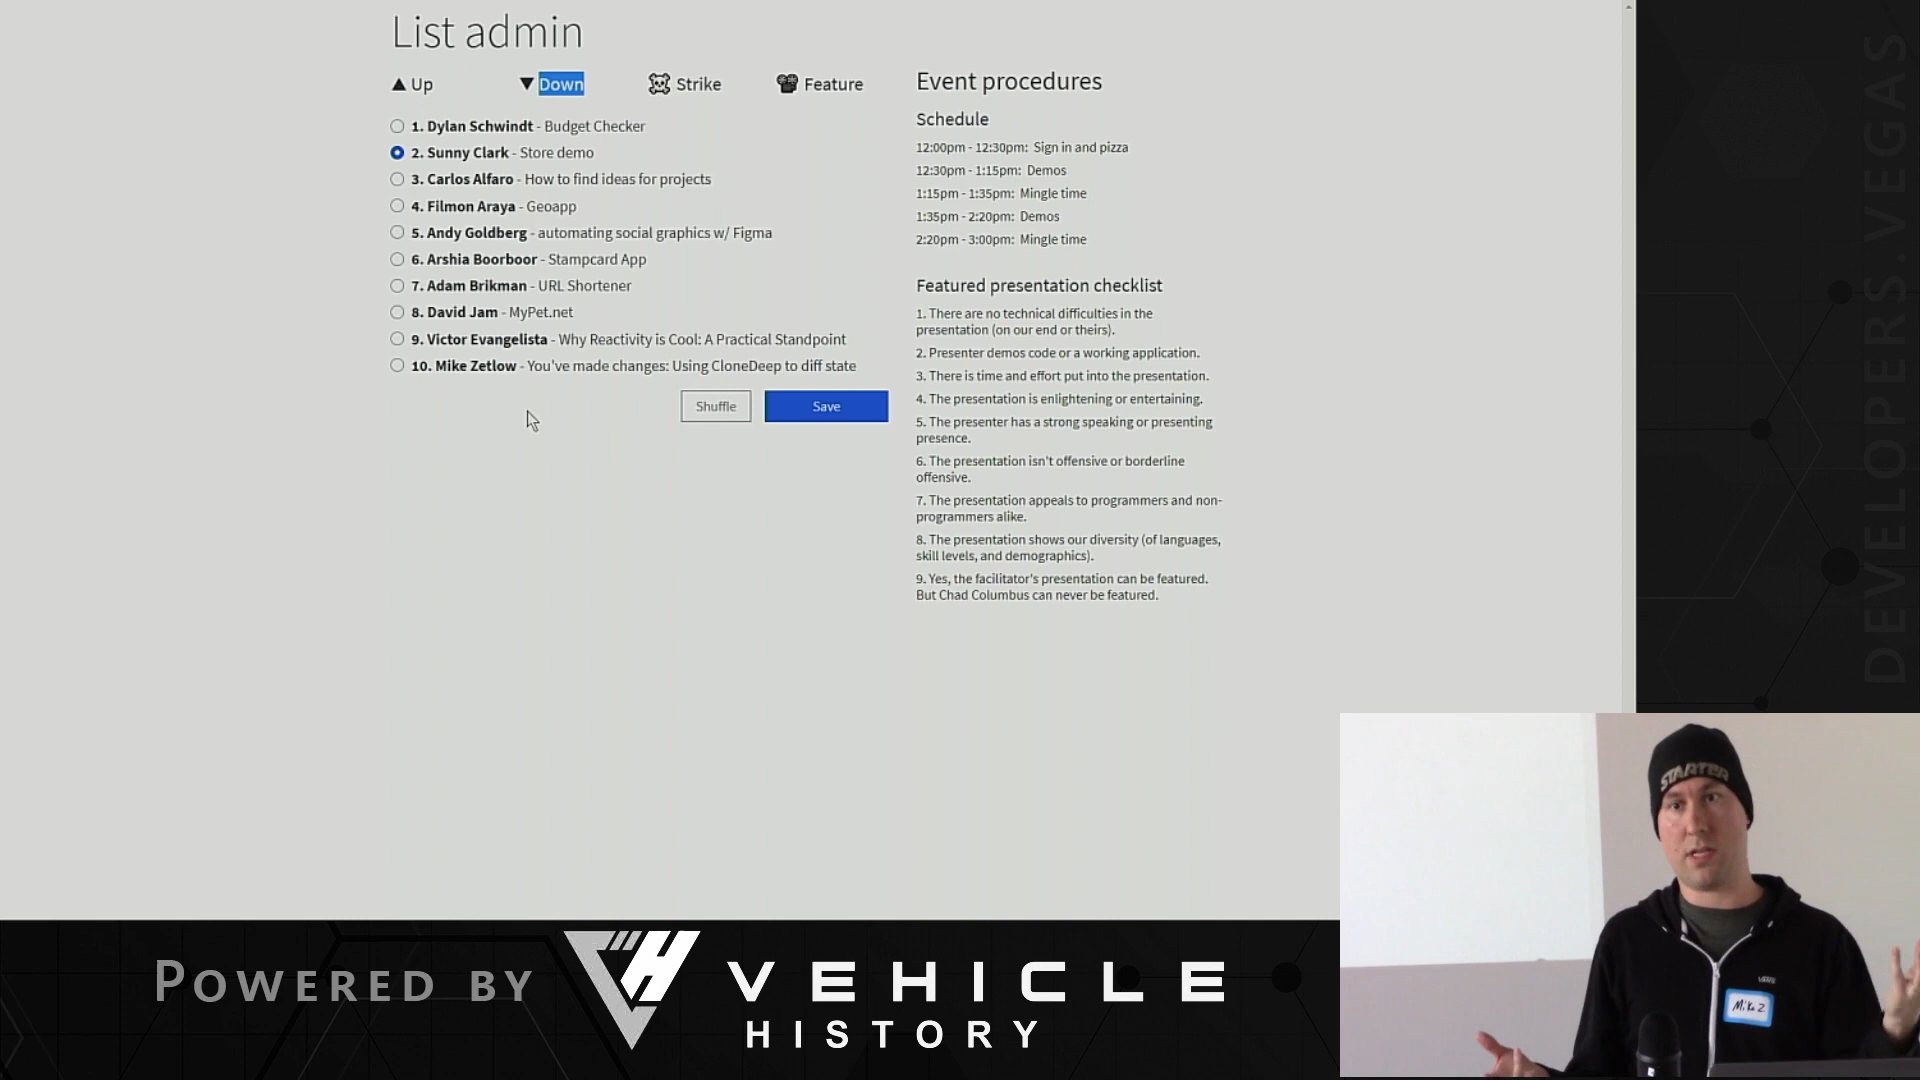 List admin
▲ Up
▼ Down
Strike
Feature
1. Dylan Schwindt - Budget Checker
2. Sunny Clark - Store demo
3. Carlos Alfaro - How to find ideas for projects
4. Filmon Araya - Geoapp
5. Andy Goldberg - automating social graphics w/ Figma
6. Arshia Boorboor - Stampcard App
7. Adam Brikman - URL Shortener
8. David Jam - MyPet.net
9. Victor Evangelista - Why Reactivity is Cool: A Practical Standpoint
10. Mike Zetlow - You've made changes: Using CloneDeep to diff state
Shuffle
Save
Event procedures
Schedule
12:00pm - 12:30pm: Sign in and pizza
12:30pm - 1:15pm: Demos
1:15pm - 1:35pm: Mingle time
1:35pm - 2:20pm: Demos
2:20pm - 3:00pm: Mingle time
Featured presentation checklist
1. There are no technical difficulties in the
presentation (on our end or theirs).
2. Presenter demos code or a working application.
3. There is time and effort put into the presentation.
4. The presentation is enlightening or entertaining.
5. The presenter has a strong speaking or presenting
presence.
6. The presentation isn't offensive or borderline
offensive.
7. The presentation appeals to programmers and non-
programmers alike.
8. The presentation shows our diversity (of languages,
skill levels, and demographics).
9. Yes, the facilitator's presentation can be featured.
But Chad Columbus can never be featured.
DEVELOPERS.VEGAS
STARTER
VANS
Mike Z
POWERED BY
VH VEHICLE
HISTORY